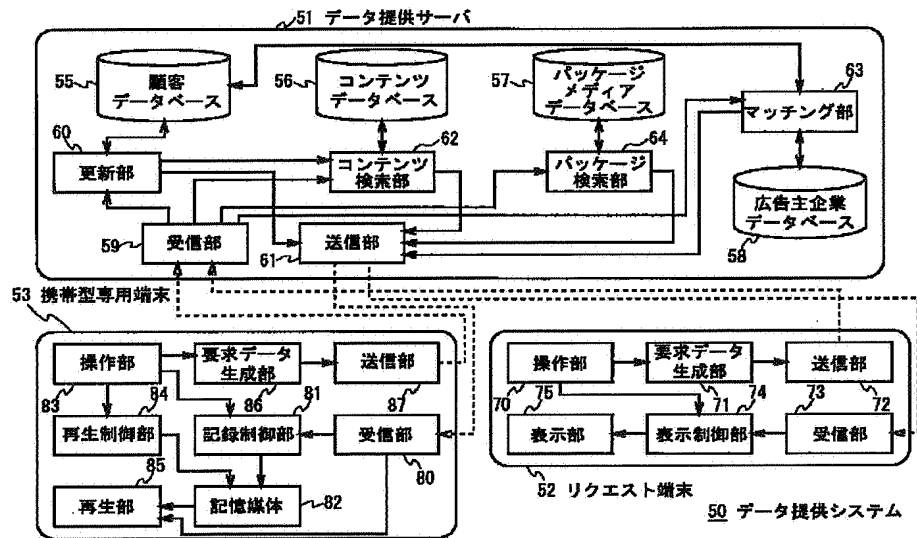 51 データ提供サーバ
55
顧客
データベース
56
コンテンツ
データベース
57
パッケージ
メディア
データベース
63
マッチング部
60
更新部
62
コンテンツ
検索部
64
パッケージ
検索部
広告主企業
データベース
58
59
受信部
61
送信部
53 携帯型専用端末
操作部
83
84
要求データ
生成部
86
81
送信部
87
再生制御部
85
記録制御部
受信部
80
再生部
記憶媒体
82
操作部
70
75
要求データ
生成部
71
74
送信部
72
73
表示部
表示制御部
受信部
52 リクエスト端末
50 データ提供システム